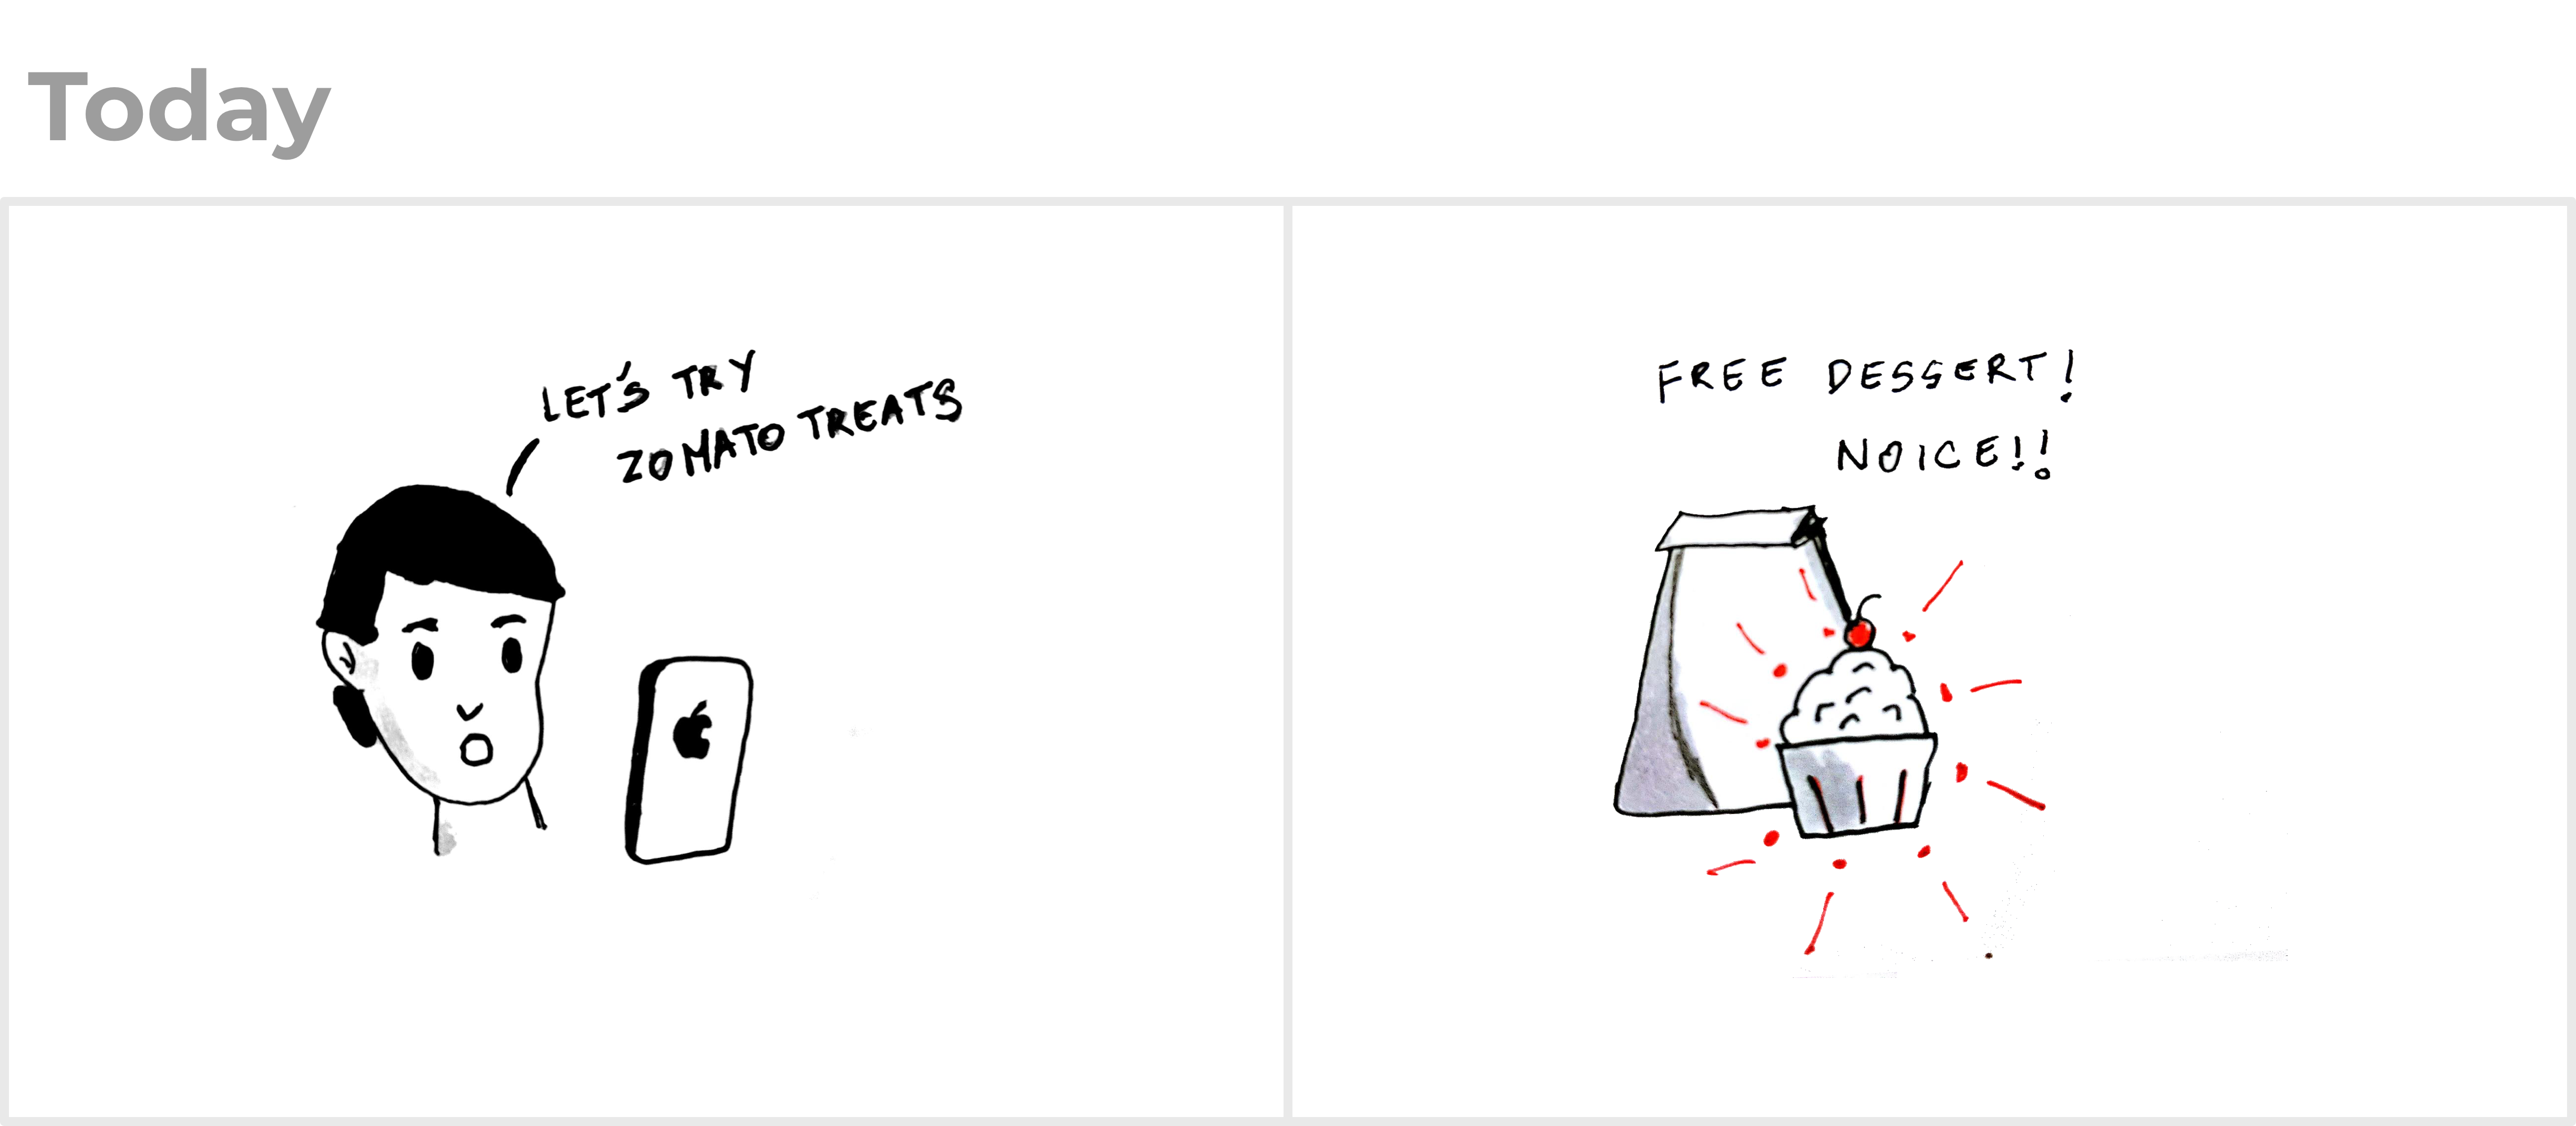 Today
LET'S TRY
ZOMATO TREATS
FREE DESSERT!
NOICE!!